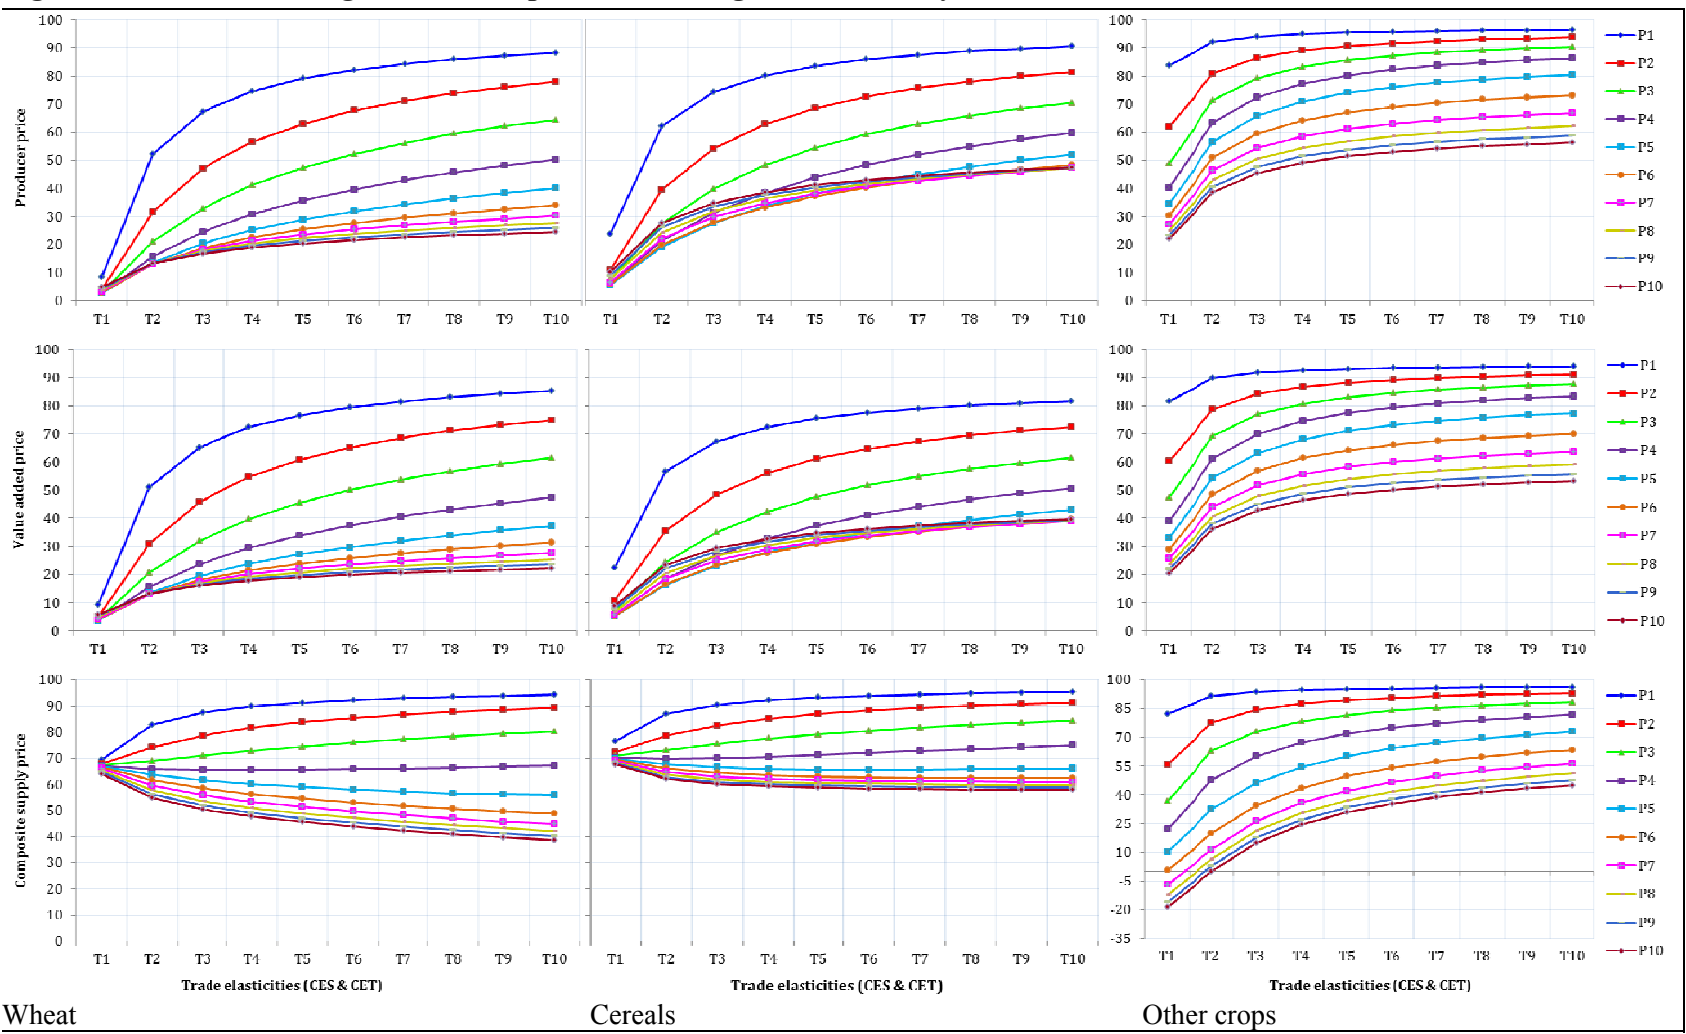 100
90
80
70
60
50
40
30
20
10
0
Producer price
T1 T2 T3 T4 T5 T6 T7 T8 T9 T10
T1 T2 T3 T4 T5 T6 T7 T8 T9 T10
100
90
80
70
60
50
40
30
20
10
0
T1 T2 T3 T4 T5 T6 T7 T8 T9 T10
P1
P2
P3
P4
P5
P6
P7
P8
P9
P10
100
90
80
70
60
50
40
30
20
10
0
Value added price
T1 T2 T3 T4 T5 T6 T7 T8 T9 T10
T1 T2 T3 T4 T5 T6 T7 T8 T9 T10
100
90
80
70
60
50
40
30
20
10
0
T1 T2 T3 T4 T5 T6 T7 T8 T9 T10
P1
P2
P3
P4
P5
P6
P7
P8
P9
P10
100
90
80
70
60
50
40
30
20
10
0
Composite supply price
T1 T2 T3 T4 T5 T6 T7 T8 T9 T10
Trade elasticities (CES & CET)
T1 T2 T3 T4 T5 T6 T7 T8 T9 T10
Trade elasticities (CES & CET)
100
85
70
55
40
25
10
-5
-20
-35
T1 T2 T3 T4 T5 T6 T7 T8 T9 T10
Trade elasticities (CES & CET)
P1
P2
P3
P4
P5
P6
P7
P8
P9
P10
Wheat
Cereals
Other crops